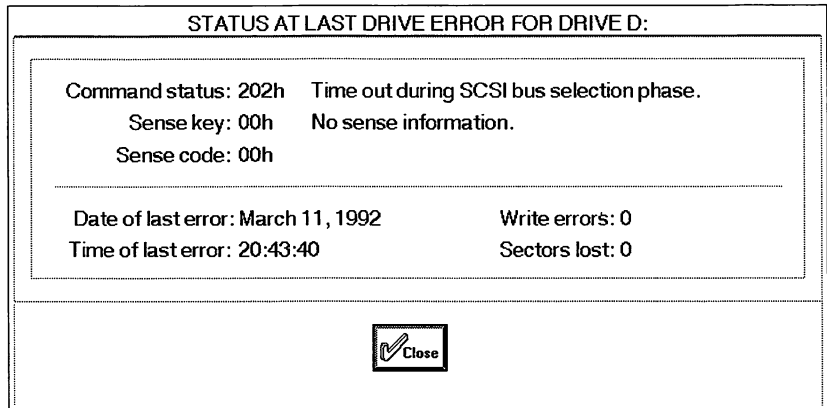 STATUS AT LAST DRIVE ERROR FOR DRIVE D:
Command status: 202h Time out during SCSI bus selection phase.
Sense key: 00h No sense information.
Sense code: 00h
Date of last error: March 11, 1992 Write errors: 0
Time of last error: 20:43:40 Sectors lost: 0
Close